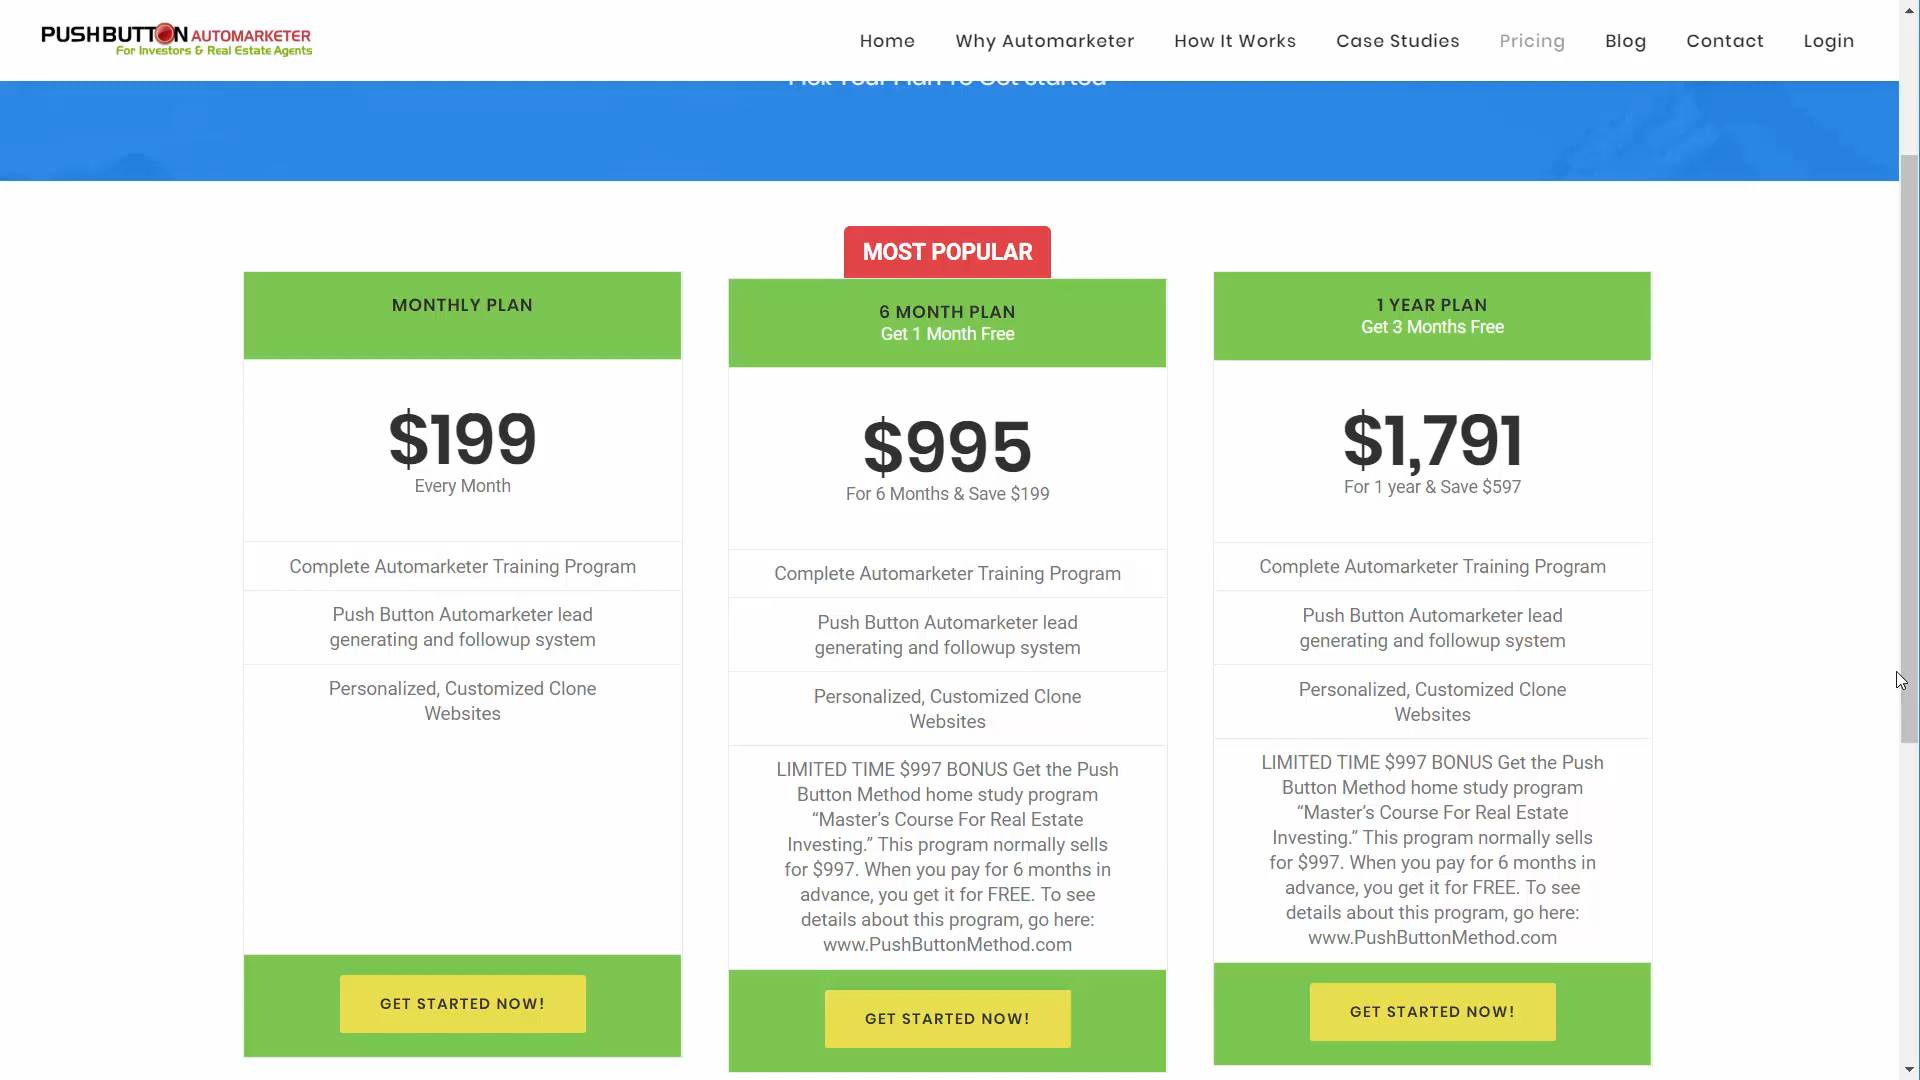 PUSHBUTTON AUTOMARKETER
For Investors & Real Estate Agents
Home
Why Automarketer
How It Works
Case Studies
Pricing
Blog
Contact
Login
Pick Your Plan To Get Started
MONTHLY PLAN
$199
Every Month
Complete Automarketer Training Program
Push Button Automarketer lead
generating and followup system
Personalized, Customized Clone
Websites
GET STARTED NOW!
MOST POPULAR
6 MONTH PLAN
Get 1 Month Free
$995
For 6 Months & Save $199
Complete Automarketer Training Program
Push Button Automarketer lead
generating and followup system
Personalized, Customized Clone
Websites
LIMITED TIME $997 BONUS Get the Push
Button Method home study program
“Master’s Course For Real Estate
Investing.” This program normally sells
for $997. When you pay for 6 months in
advance, you get it for FREE. To see
details about this program, go here:
www.PushButtonMethod.com
GET STARTED NOW!
1 YEAR PLAN
Get 3 Months Free
$1,791
For 1 year & Save $597
Complete Automarketer Training Program
Push Button Automarketer lead
generating and followup system
Personalized, Customized Clone
Websites
LIMITED TIME $997 BONUS Get the Push
Button Method home study program
“Master’s Course For Real Estate
Investing.” This program normally sells
for $997. When you pay for 6 months in
advance, you get it for FREE. To see
details about this program, go here:
www.PushButtonMethod.com
GET STARTED NOW!